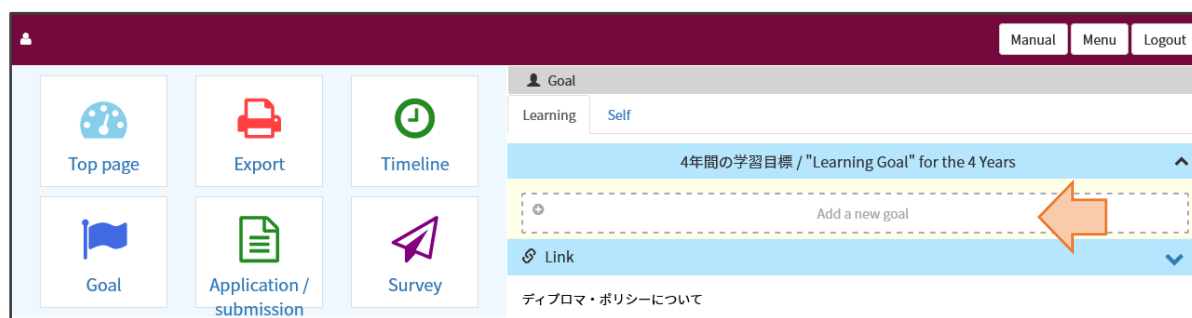 Manual Menu Logout
Top page
Export
Timeline
Goal
Application /
submission
Survey
Goal
Learning Self
4年間の学習目標 / "Learning Goal" for the 4 Years
Add a new goal
Link
ディプロマ・ポリシーについて